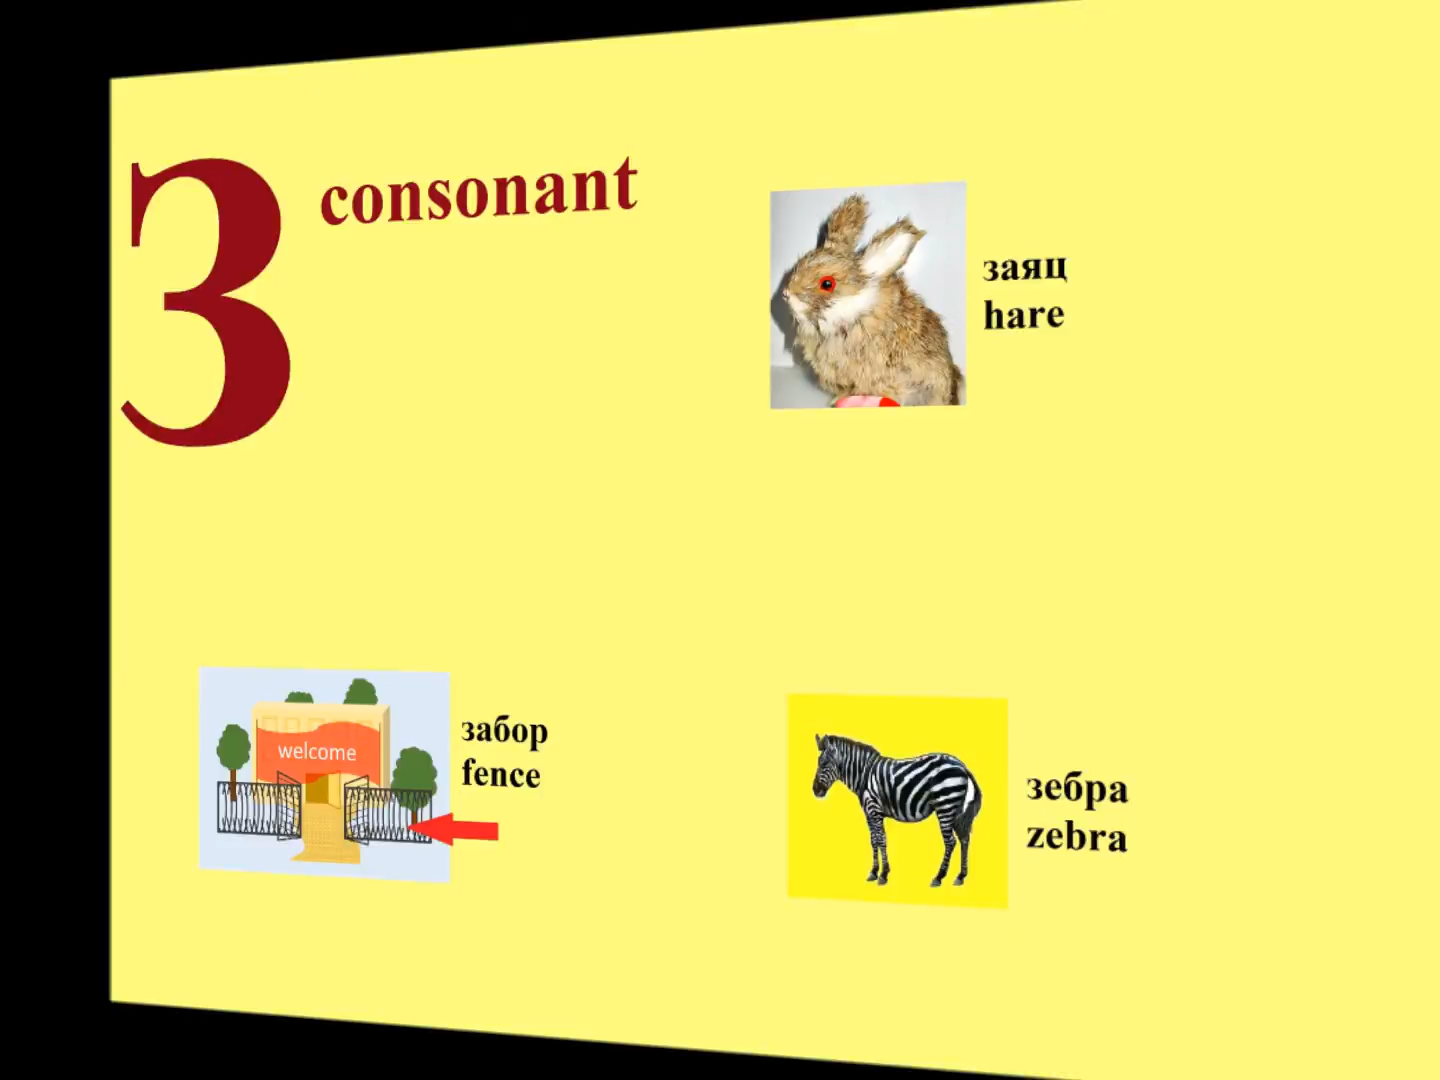 З consonant
заяц
hare
welcome
забор
fence
зебра
zebra